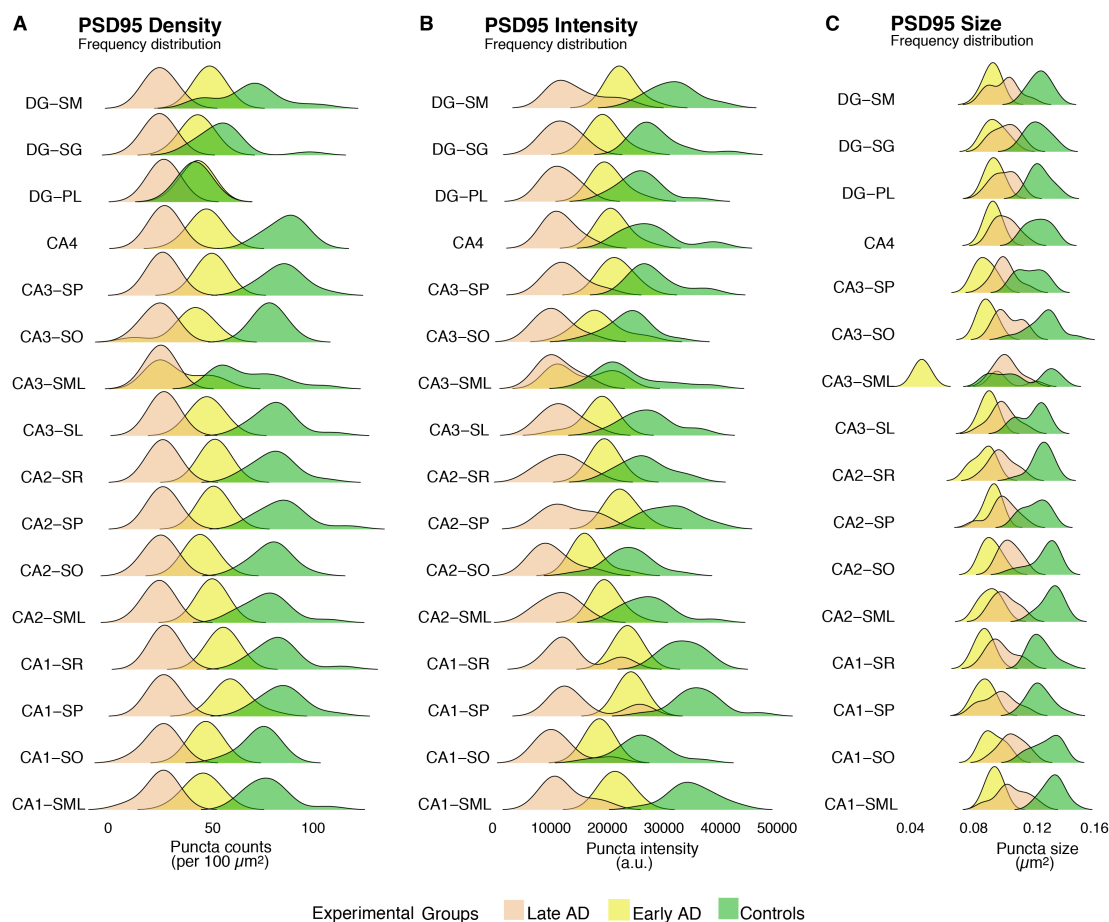 A
PSD95 Density
Frequency distribution
DG–SM
DG–SG
DG–PL
CA4
CA3–SP
CA3–SO
CA3–SML
CA3–SL
CA2–SR
CA2–SP
CA2–SO
CA2–SML
CA1–SR
CA1–SP
CA1–SO
CA1–SML
0 50 100
Puncta counts
(per 100 µm2)
B
PSD95 Intensity
Frequency distribution
DG–SM
DG–SG
DG–PL
CA4
CA3–SP
CA3–SO
CA3–SML
CA3–SL
CA2–SR
CA2–SP
CA2–SO
CA2–SML
CA1–SR
CA1–SP
CA1–SO
CA1–SML
0 10000 20000 30000 40000 50000
Puncta intensity
(a.u.)
C
PSD95 Size
Frequency distribution
DG–SM
DG–SG
DG–PL
CA4
CA3–SP
CA3–SO
CA3–SML
CA3–SL
CA2–SR
CA2–SP
CA2–SO
CA2–SML
CA1–SR
CA1–SP
CA1–SO
CA1–SML
0.04 0.08 0.12 0.16
Puncta size
(µm2)
Experimental Groups Late AD Early AD Controls